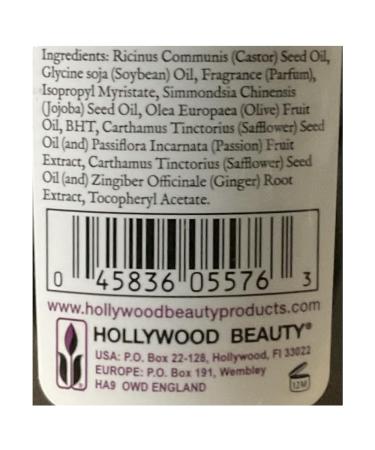 Ingredients: Ricinus Communis (Castor) Seed Oil,
Glycine soja (Soybean) Oil, Fragrance (Parfum),
Isopropyl Myristate, Simmondsia Chinensis
(Jojoba) Seed Oil, Olea Europaea (Olive) Fruit
Oil, BHT, Carthamus Tinctorius (Safflower) Seed
Oil (and) Passiflora Incarnata (Passion) Fruit
Extract, Carthamus Tinctorius (Safflower) Seed
Oil (and) Zingiber Officinale (Ginger) Root
Extract, Tocopheryl Acetate.
0 45836 05576 3
www.hollywoodbeautyproducts.com
HOLLYWOOD BEAUTY®
USA: P.O. Box 22-128, Hollywood, Fl 33022
EUROPE: P.O. Box 191, Wembley
HA9 OWD ENGLAND
12M